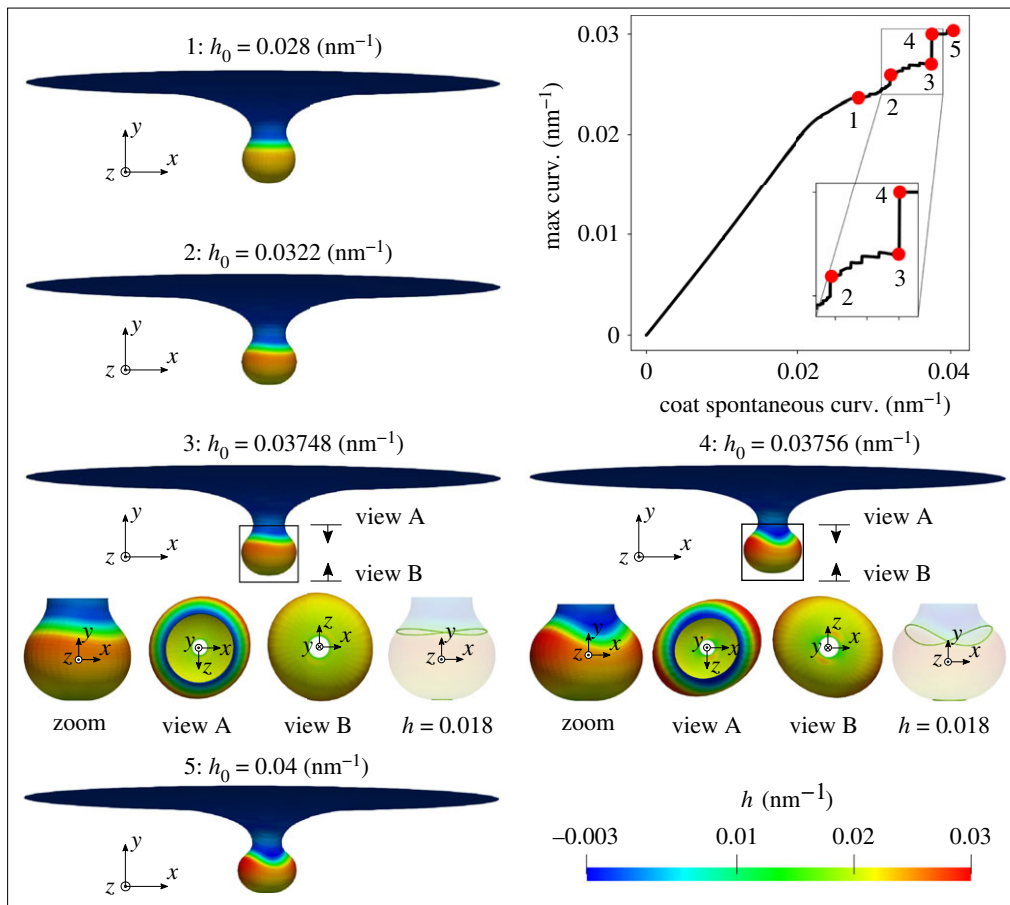 1: h₀ = 0.028 (nm⁻¹)
y
z
x
2: h₀ = 0.0322 (nm⁻¹)
y
z
x
max curv. (nm⁻¹)
0.03
0.02
0.01
0
0
0.02
0.04
coat spontaneous curv. (nm⁻¹)
1
2
3
4
5
4
2
3
3: h₀ = 0.03748 (nm⁻¹)
y
z
x
view A
view B
y
z
x
y
x
z
z
y
x
y
z
x
zoom
view A
view B
h = 0.018
4: h₀ = 0.03756 (nm⁻¹)
y
z
x
view A
view B
y
z
x
y
x
z
z
y
x
y
z
x
zoom
view A
view B
h = 0.018
5: h₀ = 0.04 (nm⁻¹)
y
z
x
h (nm⁻¹)
–0.003
0.01
0.02
0.03